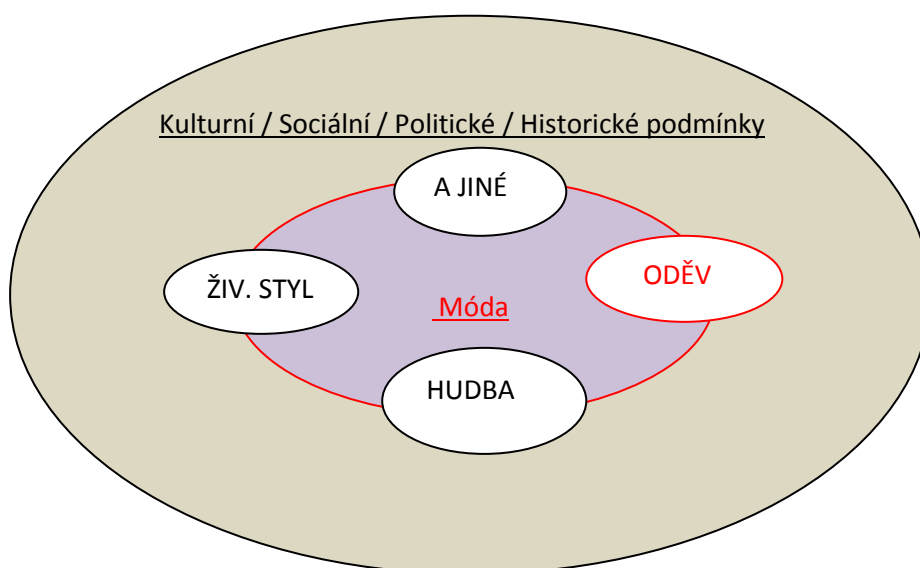 Kulturní / Sociální / Politické / Historické podmínky
A JINÉ
ŽIV. STYL
ODĚV
Móda
HUDBA